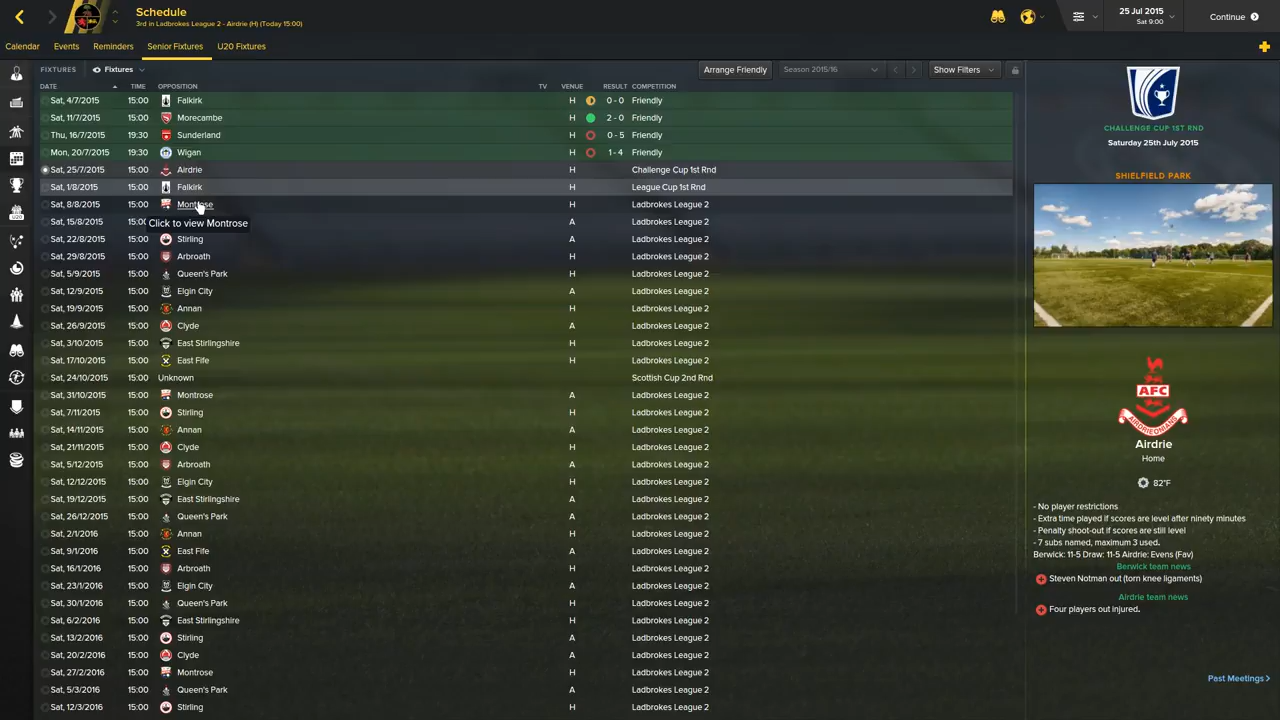 Schedule
3rd in Ladbrokes League 2 - Airdrie (H) (Today 15:00)
25 Jul 2015
Sat 9:00
Continue
Calendar Events Reminders Senior Fixtures U20 Fixtures
FIXTURES Fixtures Arrange Friendly Season 2015/16 Show Filters
DATE TIME OPPOSITION TV VENUE RESULT COMPETITION
Sat, 4/7/2015 15:00 Falkirk H 0 - 0 Friendly
Sat, 11/7/2015 15:00 Morecambe H 2 - 0 Friendly
Thu, 16/7/2015 19:30 Sunderland H 0 - 5 Friendly
Mon, 20/7/2015 19:30 Wigan H 1 - 4 Friendly
Sat, 25/7/2015 15:00 Airdrie H Challenge Cup 1st Rnd
Sat, 1/8/2015 15:00 Falkirk H League Cup 1st Rnd
Sat, 8/8/2015 15:00 Montrose H Ladbrokes League 2
Sat, 15/8/2015 15:00 A Ladbrokes League 2
Click to view Montrose
Sat, 22/8/2015 15:00 Stirling A Ladbrokes League 2
Sat, 29/8/2015 15:00 Arbroath H Ladbrokes League 2
Sat, 5/9/2015 15:00 Queen's Park H Ladbrokes League 2
Sat, 12/9/2015 15:00 Elgin City A Ladbrokes League 2
Sat, 19/9/2015 15:00 Annan H Ladbrokes League 2
Sat, 26/9/2015 15:00 Clyde A Ladbrokes League 2
Sat, 3/10/2015 15:00 East Stirlingshire H Ladbrokes League 2
Sat, 17/10/2015 15:00 East Fife H Ladbrokes League 2
Sat, 24/10/2015 15:00 Unknown Scottish Cup 2nd Rnd
Sat, 31/10/2015 15:00 Montrose A Ladbrokes League 2
Sat, 7/11/2015 15:00 Stirling H Ladbrokes League 2
Sat, 14/11/2015 15:00 Annan A Ladbrokes League 2
Sat, 21/11/2015 15:00 Clyde H Ladbrokes League 2
Sat, 5/12/2015 15:00 Arbroath A Ladbrokes League 2
Sat, 12/12/2015 15:00 Elgin City H Ladbrokes League 2
Sat, 19/12/2015 15:00 East Stirlingshire A Ladbrokes League 2
Sat, 26/12/2015 15:00 Queen's Park A Ladbrokes League 2
Sat, 2/1/2016 15:00 Annan H Ladbrokes League 2
Sat, 9/1/2016 15:00 East Fife A Ladbrokes League 2
Sat, 16/1/2016 15:00 Arbroath H Ladbrokes League 2
Sat, 23/1/2016 15:00 Elgin City A Ladbrokes League 2
Sat, 30/1/2016 15:00 Queen's Park H Ladbrokes League 2
Sat, 6/2/2016 15:00 East Stirlingshire H Ladbrokes League 2
Sat, 13/2/2016 15:00 Stirling A Ladbrokes League 2
Sat, 20/2/2016 15:00 Clyde A Ladbrokes League 2
Sat, 27/2/2016 15:00 Montrose H Ladbrokes League 2
Sat, 5/3/2016 15:00 Queen's Park A Ladbrokes League 2
Sat, 12/3/2016 15:00 Stirling H Ladbrokes League 2
CHALLENGE CUP 1ST RND
Saturday 25th July 2015
SHIELFIELD PARK
AFC
AIRDRIEONIANS
Airdrie
Home
82°F
- No player restrictions
- Extra time played if scores are level after ninety minutes
- Penalty shoot-out if scores are still level
- 7 subs named, maximum 3 used.
Berwick: 11-5 Draw: 11-5 Airdrie: Evens (Fav)
Berwick team news
Steven Notman out (torn knee ligaments)
Airdrie team news
Four players out injured.
Past Meetings >